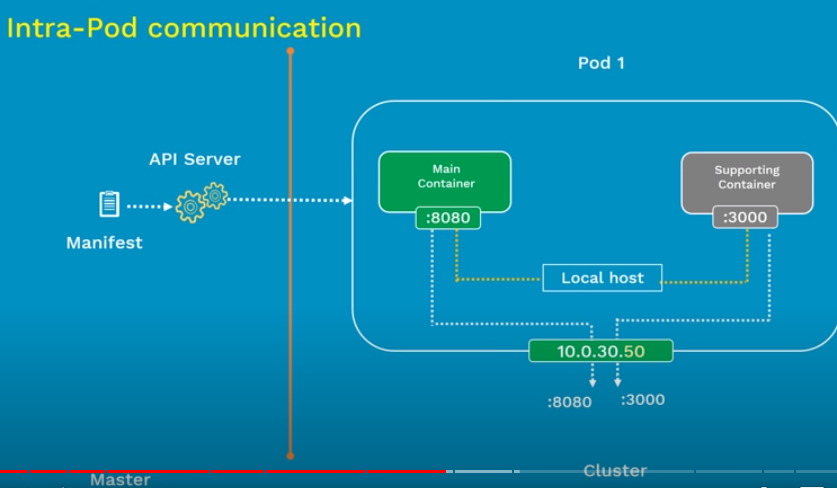 Intra-Pod communication
Pod 1
API Server
Manifest
Main
Container
:8080
Supporting
Container
:3000
Local host
10.0.30.50
:8080
:3000
Master
Cluster